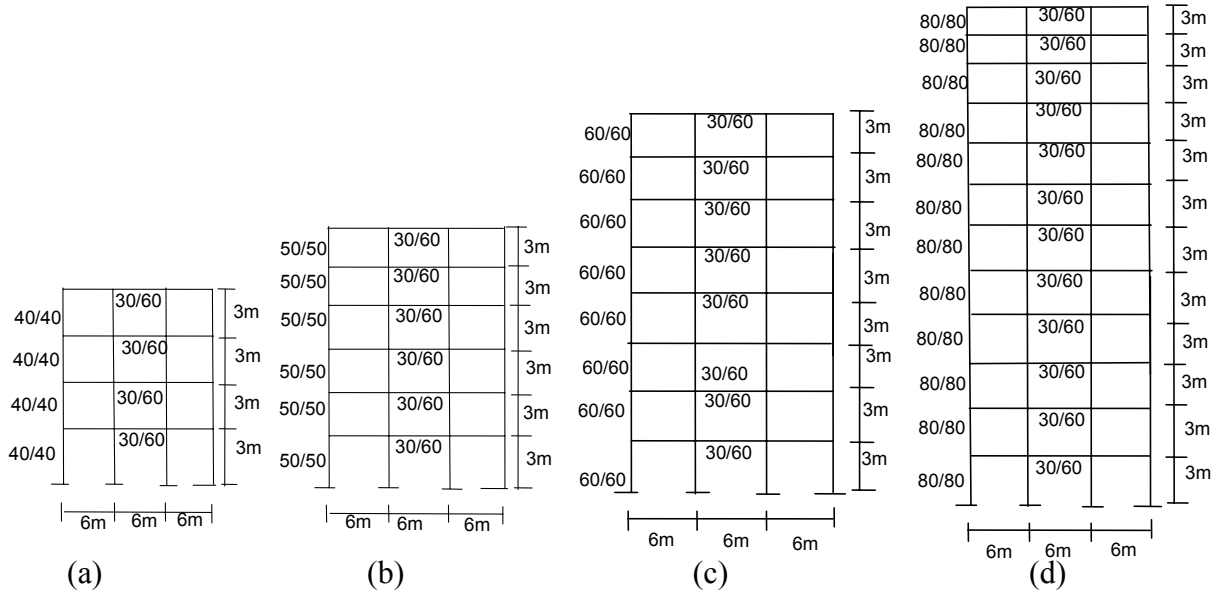 30/60
40/40 3m
40/40 30/60 3m
40/40 30/60 3m
40/40 30/60 3m
6m 6m 6m
(a)
50/50 30/60 3m
50/50 30/60 3m
50/50 30/60 3m
50/50 30/60 3m
50/50 30/60 3m
50/50 30/60 3m
6m 6m 6m
(b)
60/60 30/60 3m
60/60 30/60 3m
60/60 30/60 3m
60/60 30/60 3m
60/60 30/60 3m
60/60 30/60 3m
60/60 30/60 3m
60/60 30/60 3m
6m 6m 6m
(c)
80/80 30/60 3m
80/80 30/60 3m
80/80 30/60 3m
80/80 30/60 3m
80/80 30/60 3m
80/80 30/60 3m
80/80 30/60 3m
80/80 30/60 3m
80/80 30/60 3m
80/80 30/60 3m
80/80 30/60 3m
80/80 30/60 3m
6m 6m 6m
(d)